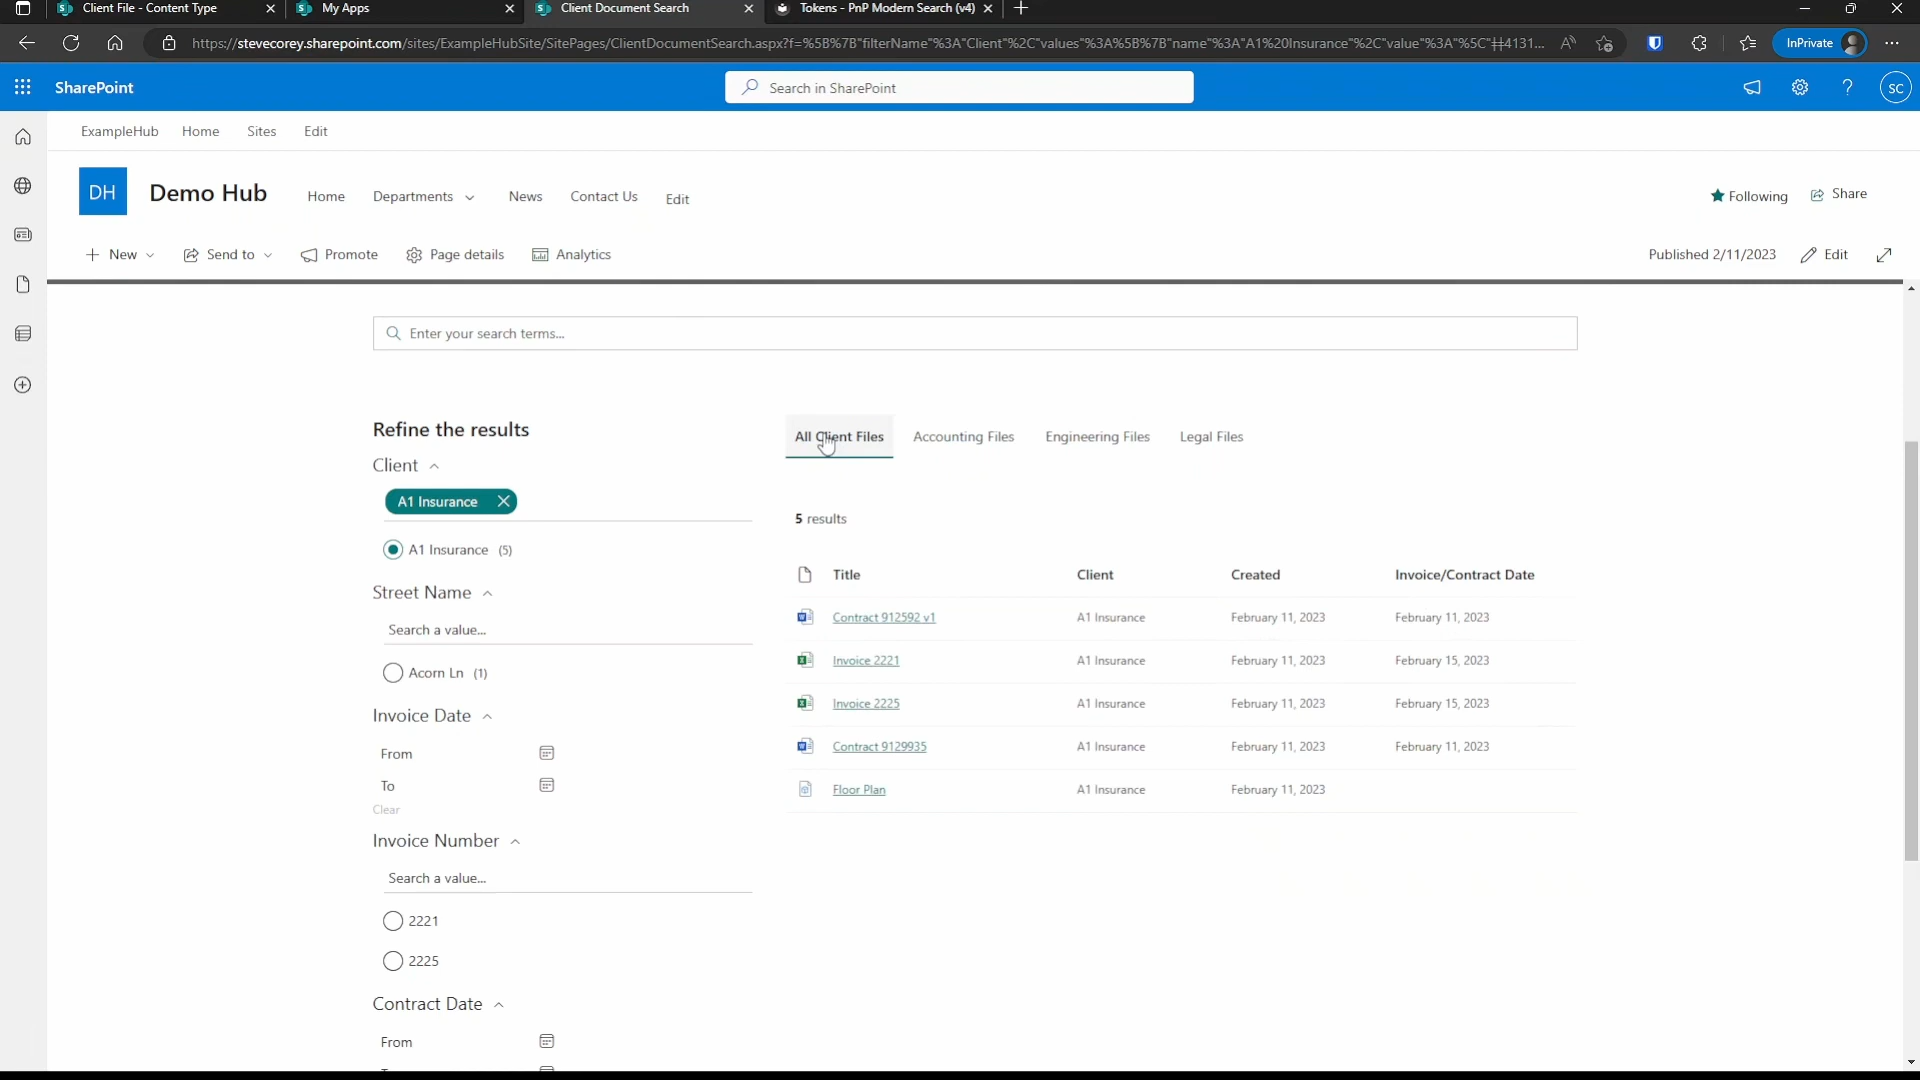 Client File - Content Type
My Apps
Client Document Search
Tokens - PnP Modern Search (v4)
https://stevecorey.sharepoint.com/sites/ExampleHubSite/SitePages/ClientDocumentSearch.aspx?f=%5B%7B"filterName"%3A"Client"%2C"values"%3A%5B%7B"name"%3A"A1%20Insurance"%2C"value"%3A"%5C"ǂǂ4131...
InPrivate
SharePoint
Search in SharePoint
SC
ExampleHub Home Sites Edit
DH Demo Hub Home Departments News Contact Us Edit
Following Share
New Send to Promote Page details Analytics
Published 2/11/2023 Edit
Enter your search terms...
Refine the results
Client
A1 Insurance
A1 Insurance (5)
Street Name
Search a value...
Acorn Ln (1)
Invoice Date
From
To
Clear
Invoice Number
Search a value...
2221
2225
Contract Date
From
All Client Files Accounting Files Engineering Files Legal Files
5 results
Title Client Created Invoice/Contract Date
Contract 912592 v1 A1 Insurance February 11, 2023 February 11, 2023
Invoice 2221 A1 Insurance February 11, 2023 February 15, 2023
Invoice 2225 A1 Insurance February 11, 2023 February 15, 2023
Contract 9129935 A1 Insurance February 11, 2023 February 11, 2023
Floor Plan A1 Insurance February 11, 2023